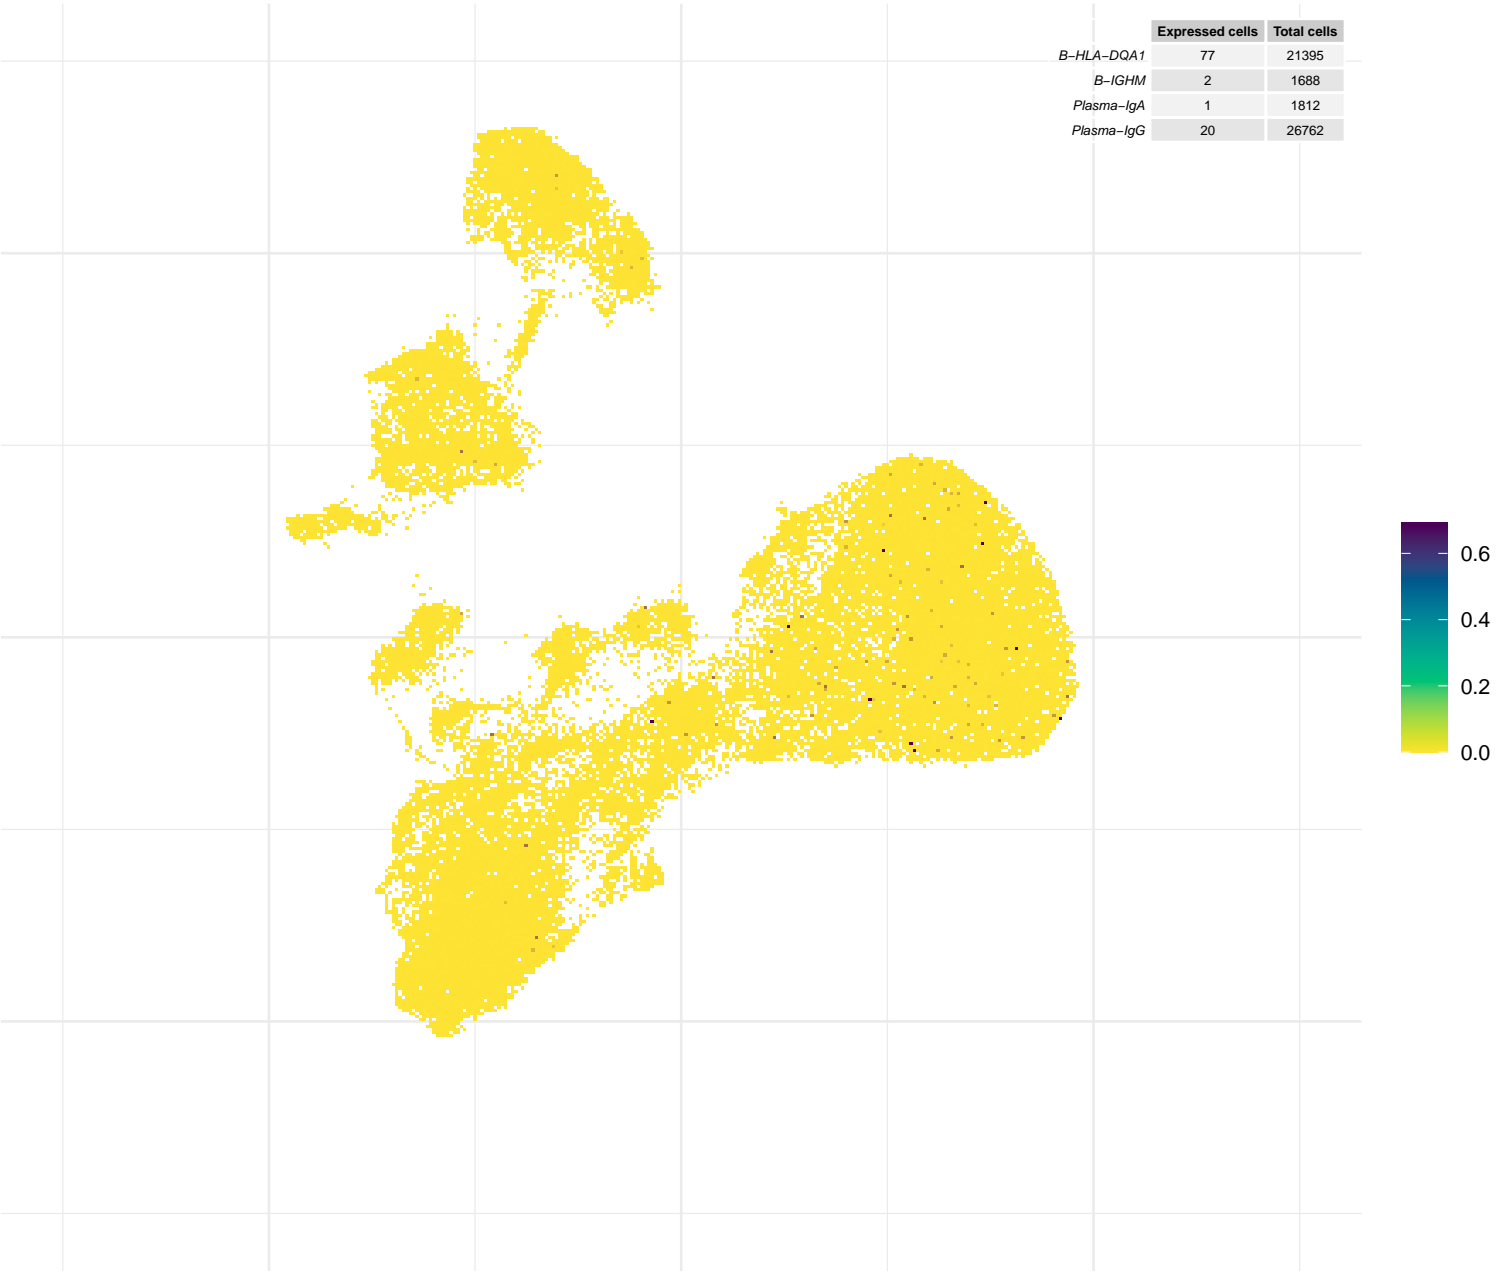 Expressed cells Total cells
B−HLA−DQA1 77 21395
B−IGHM 2 1688
Plasma−IgA 1 1812
Plasma−IgG 20 26762
0.6
0.4
0.2
0.0